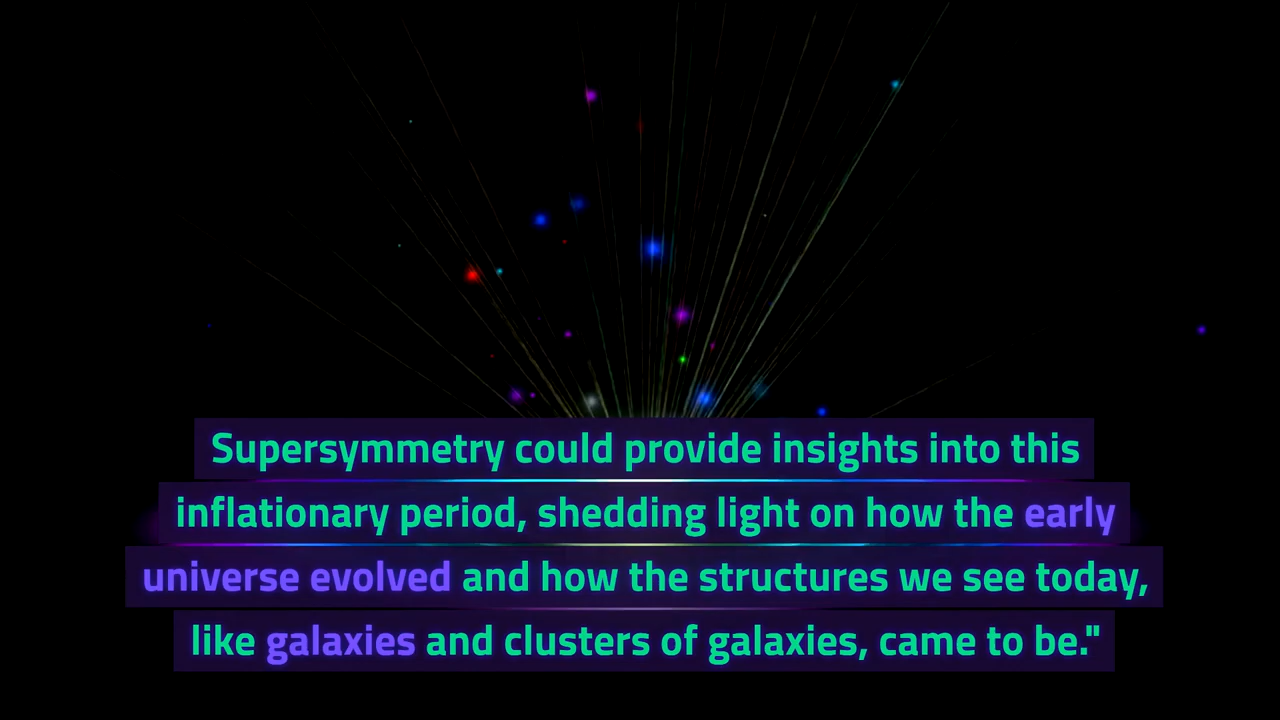 Supersymmetry could provide insights into this
inflationary period, shedding light on how the early
universe evolved and how the structures we see today,
like galaxies and clusters of galaxies, came to be."